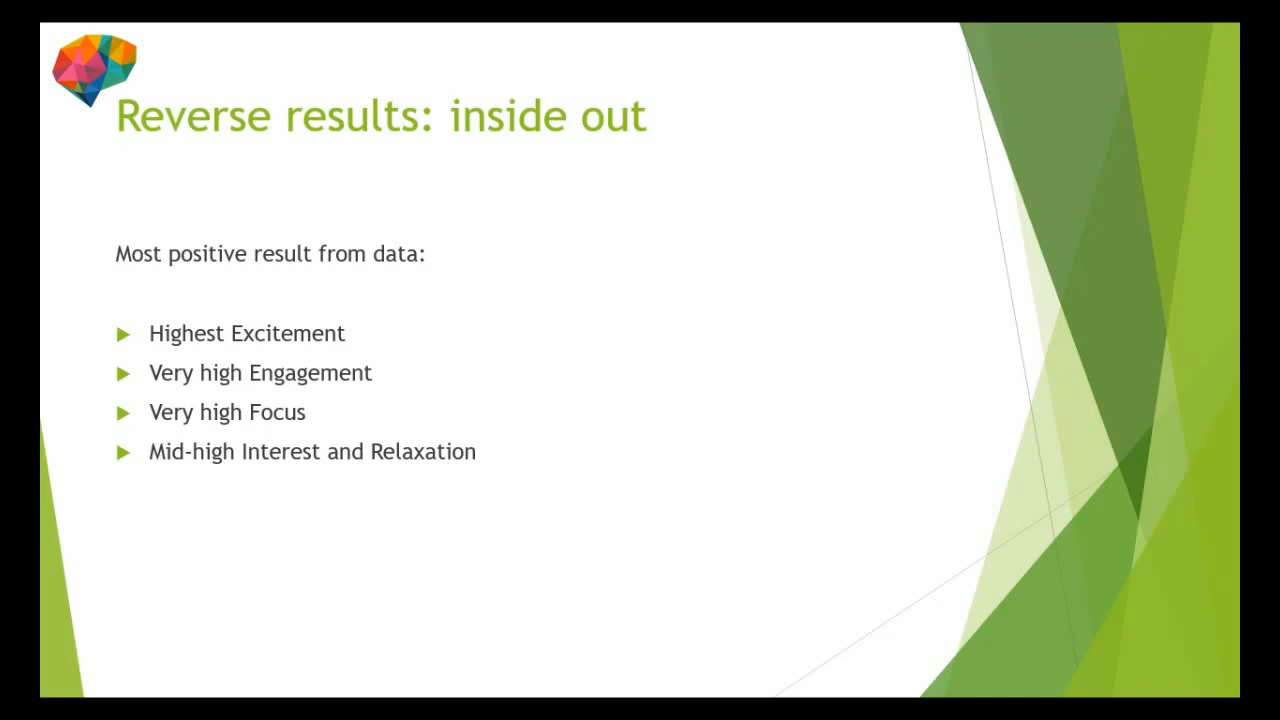 Reverse results: inside out
Most positive result from data:
Highest Excitement
Very high Engagement
Very high Focus
Mid-high Interest and Relaxation